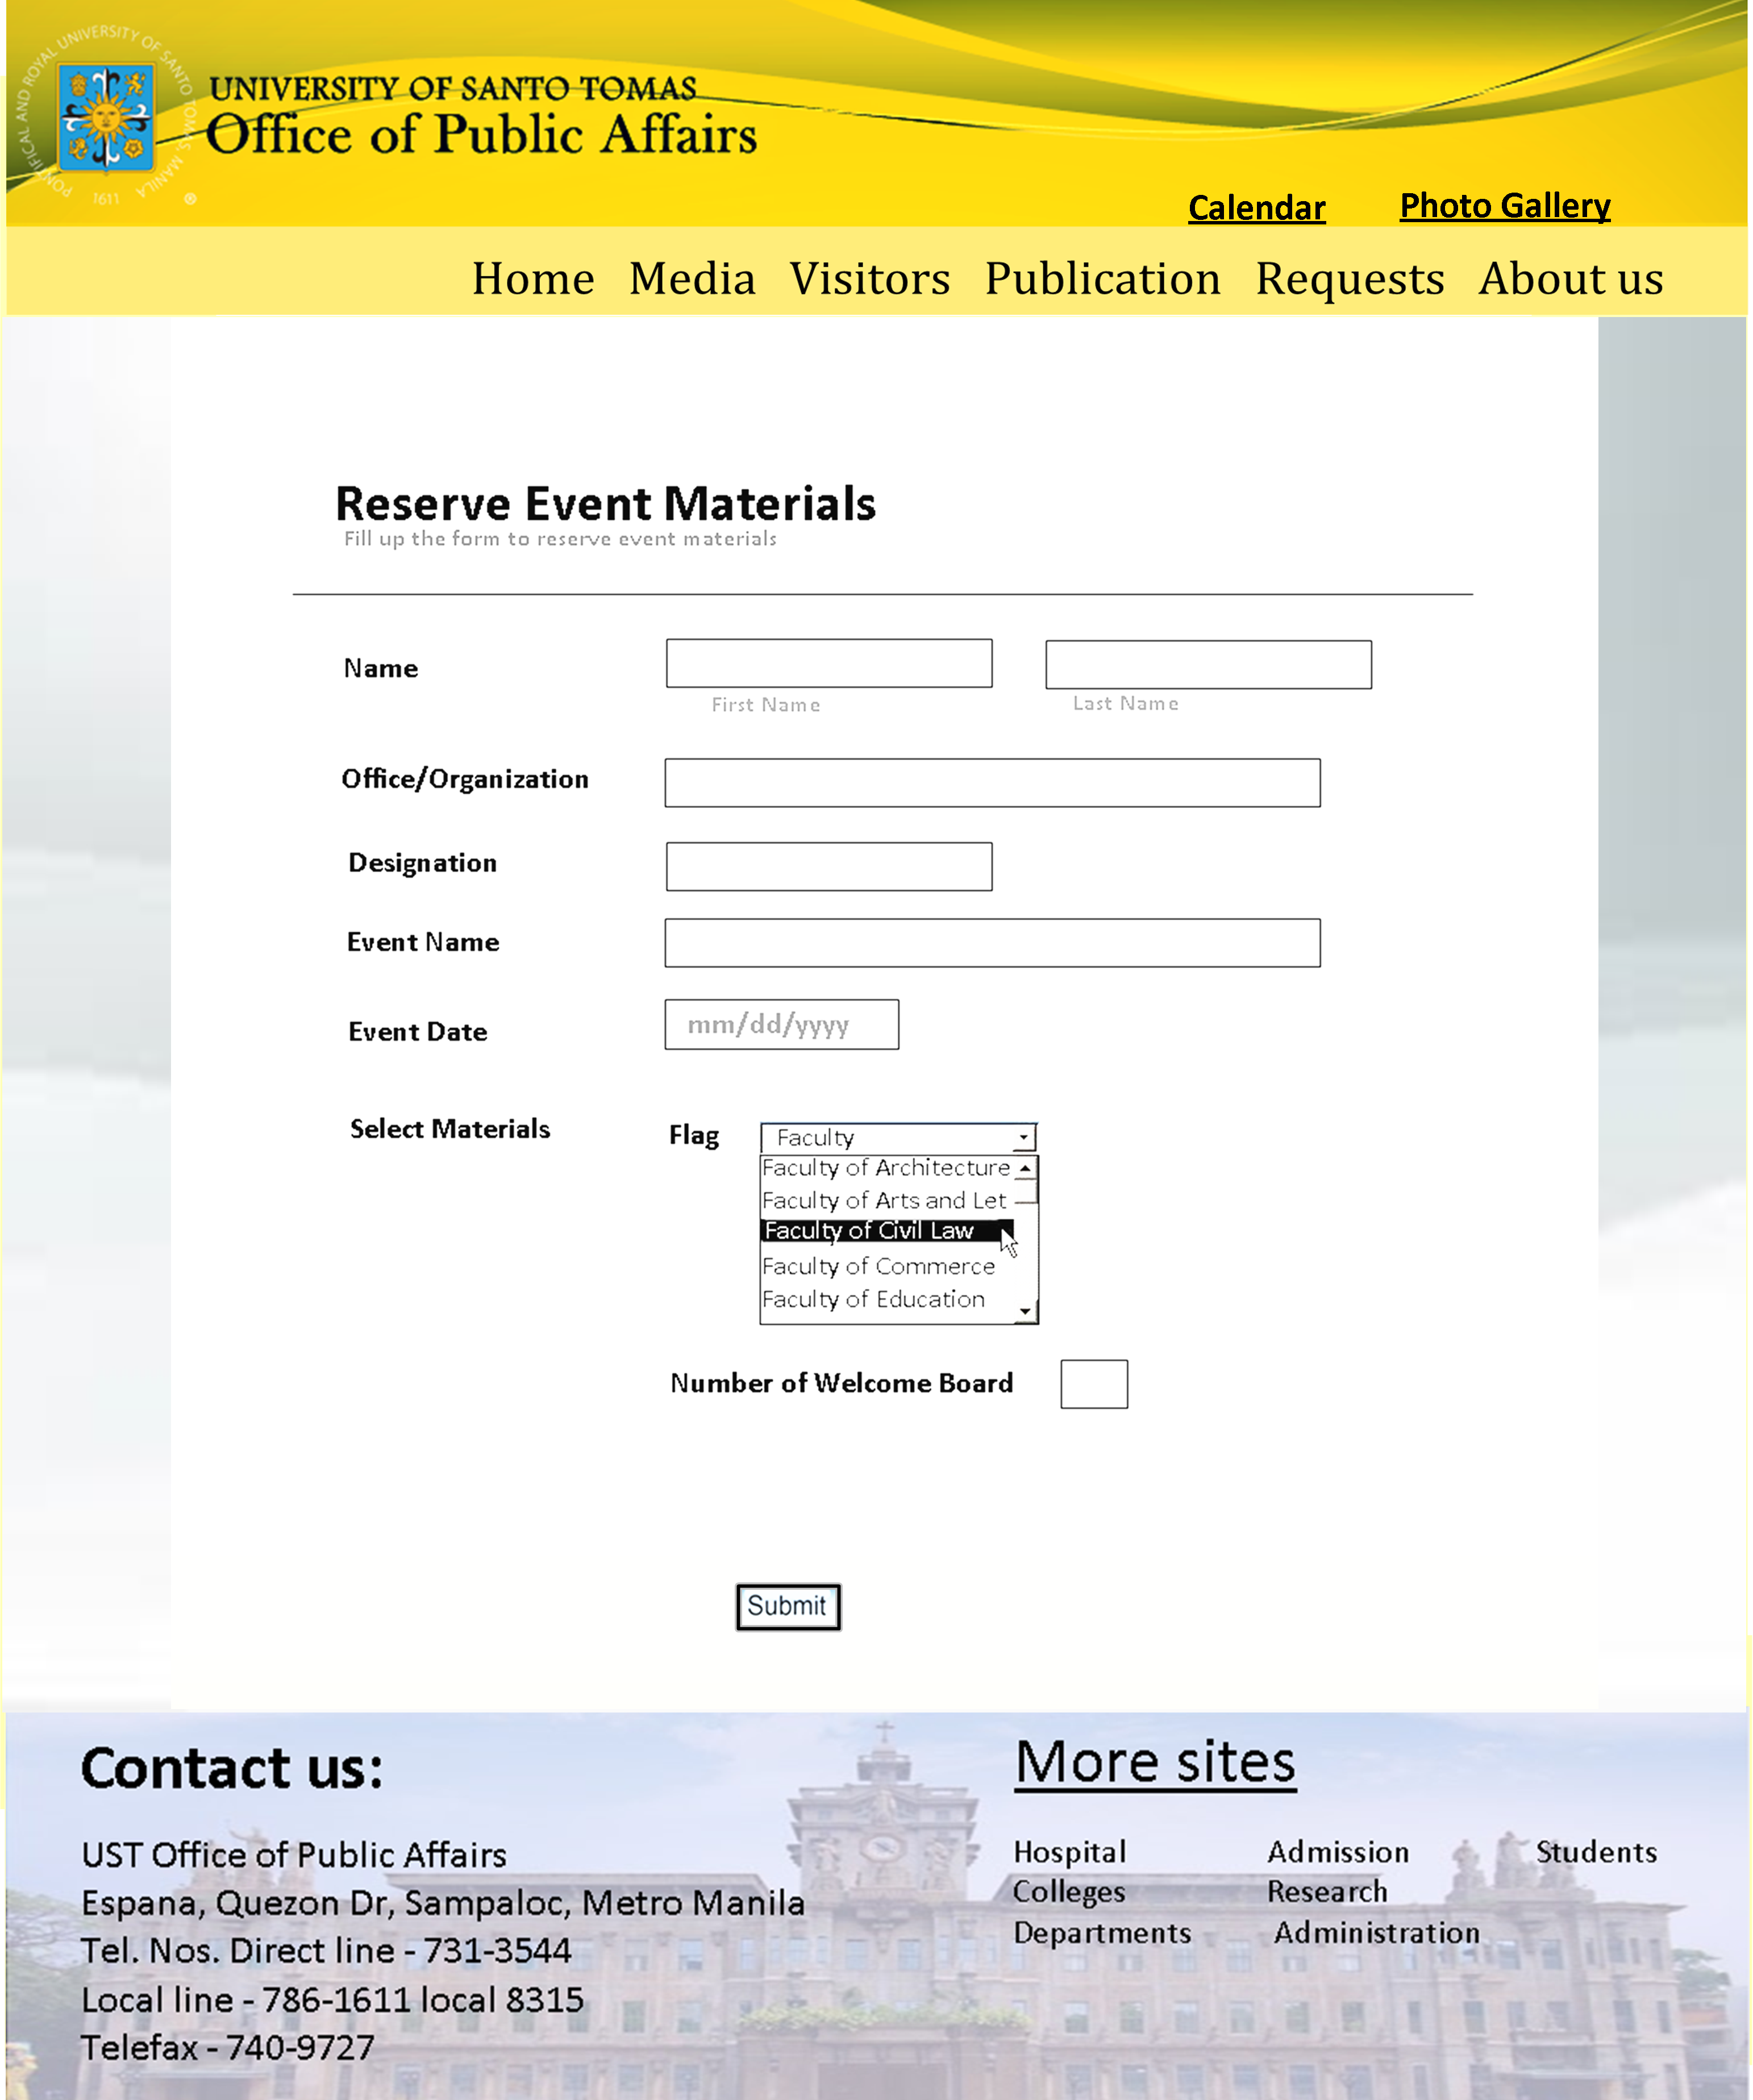 PONTIFICAL AND ROYAL UNIVERSITY OF SANTO TOMAS, MANILA
1611
®
UNIVERSITY OF SANTO TOMAS
Office of Public Affairs
Calendar Photo Gallery
Home Media Visitors Publication Requests About us
Reserve Event Materials
Fill up the form to reserve event materials
Name
First Name Last Name
Office/Organization
Designation
Event Name
Event Date mm/dd/yyyy
Select Materials Flag Faculty
Faculty of Architecture
Faculty of Arts and Let
Faculty of Civil Law
Faculty of Commerce
Faculty of Education
Number of Welcome Board
Submit
Contact us:
UST Office of Public Affairs
Espana, Quezon Dr, Sampaloc, Metro Manila
Tel. Nos. Direct line - 731-3544
Local line - 786-1611 local 8315
Telefax - 740-9727
More sites
Hospital Admission Students
Colleges Research
Departments Administration